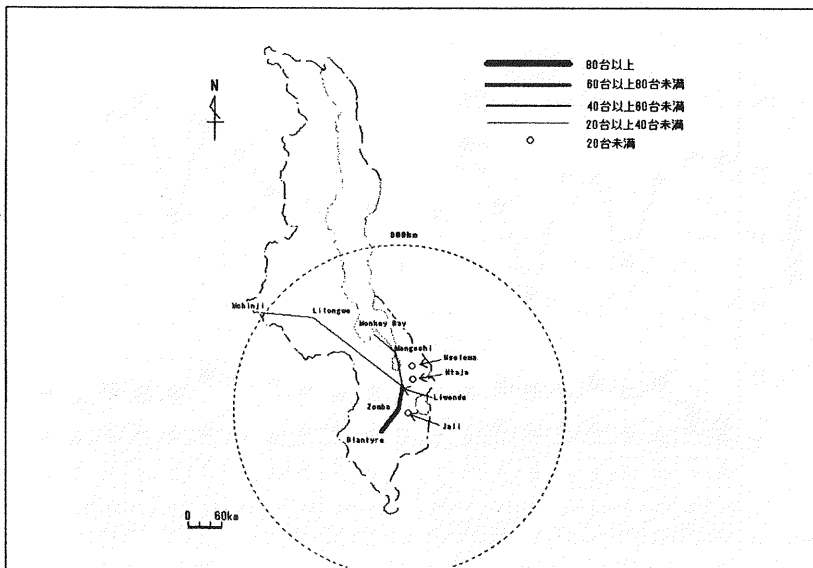 80台以上
60台以上80台未満
N
40台以上60台未満
20台以上40台未満
20台未満
300km
Mchinji
Lilongwe
Monkey Bay
Mangochi
Nselema
Ntaja
Liwonde
Zomba
Jali
Blantyre
0 60km